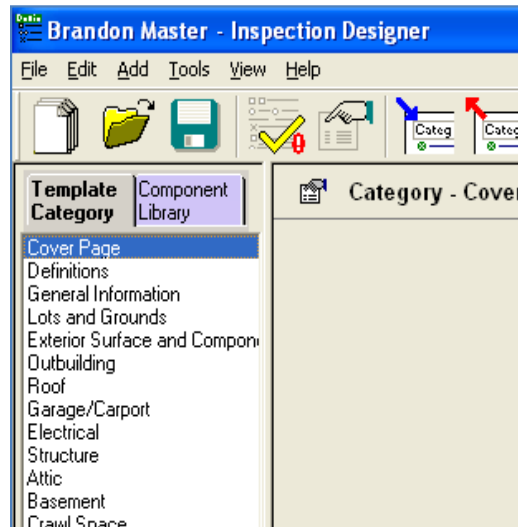 Brandon Master - Inspection Designer
File Edit Add Tools View Help
0
Categ Categ
Template Category
Component Library
Category - Cover
Cover Page
Definitions
General Information
Lots and Grounds
Exterior Surface and Compon
Outbuilding
Roof
Garage/Carport
Electrical
Structure
Attic
Basement
Crawl Space